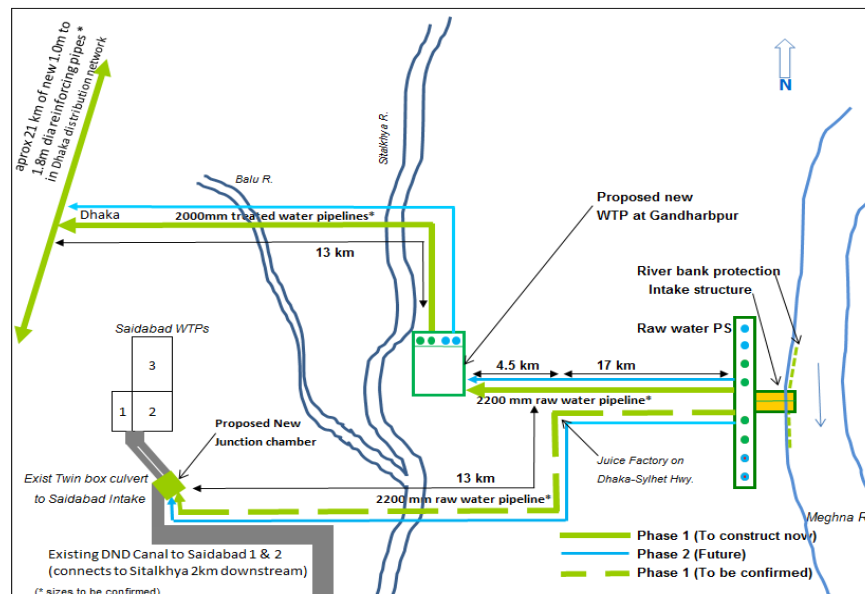 aprox 21 km of new 1.0m to
1.8m dia reinforcing pipes *
in Dhaka distribution network
N
Sitalkhya R.
Balu R.
Dhaka
2000mm treated water pipelines*
13 km
Proposed new
WTP at Gandharbpur
River bank protection
Intake structure
Raw water PS
Saidabad WTPs
3
1
2
4.5 km
17 km
2200 mm raw water pipeline*
Proposed New
Junction chamber
Juice Factory on
Dhaka-Sylhet Hwy.
Exist Twin box culvert
to Saidabad Intake
13 km
2200 mm raw water pipeline*
Meghna R
Existing DND Canal to Saidabad 1 & 2
(connects to Sitalkhya 2km downstream)
(* sizes to be confirmed)
Phase 1 (To construct now)
Phase 2 (Future)
Phase 1 (To be confirmed)